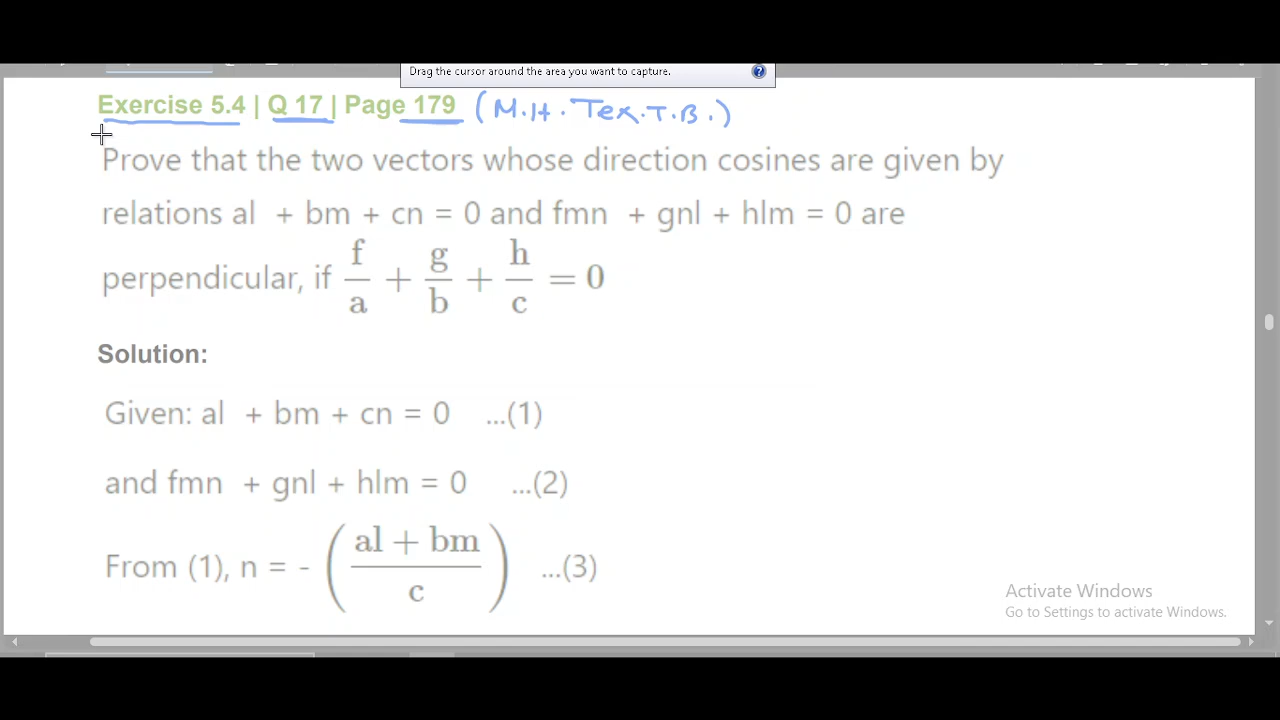 Drag the cursor around the area you want to capture.
Exercise 5.4 | Q 17 | Page 179 (M.H. Tex.T.B.)
Prove that the two vectors whose direction cosines are given by
relations al + bm + cn = 0 and fmn + gnl + hlm = 0 are
perpendicular, if f/a + g/b + h/c = 0
Solution:
Given: al + bm + cn = 0 ...(1)
and fmn + gnl + hlm = 0 ...(2)
From (1), n = - ( (al + bm)/c ) ...(3)
Activate Windows
Go to Settings to activate Windows.